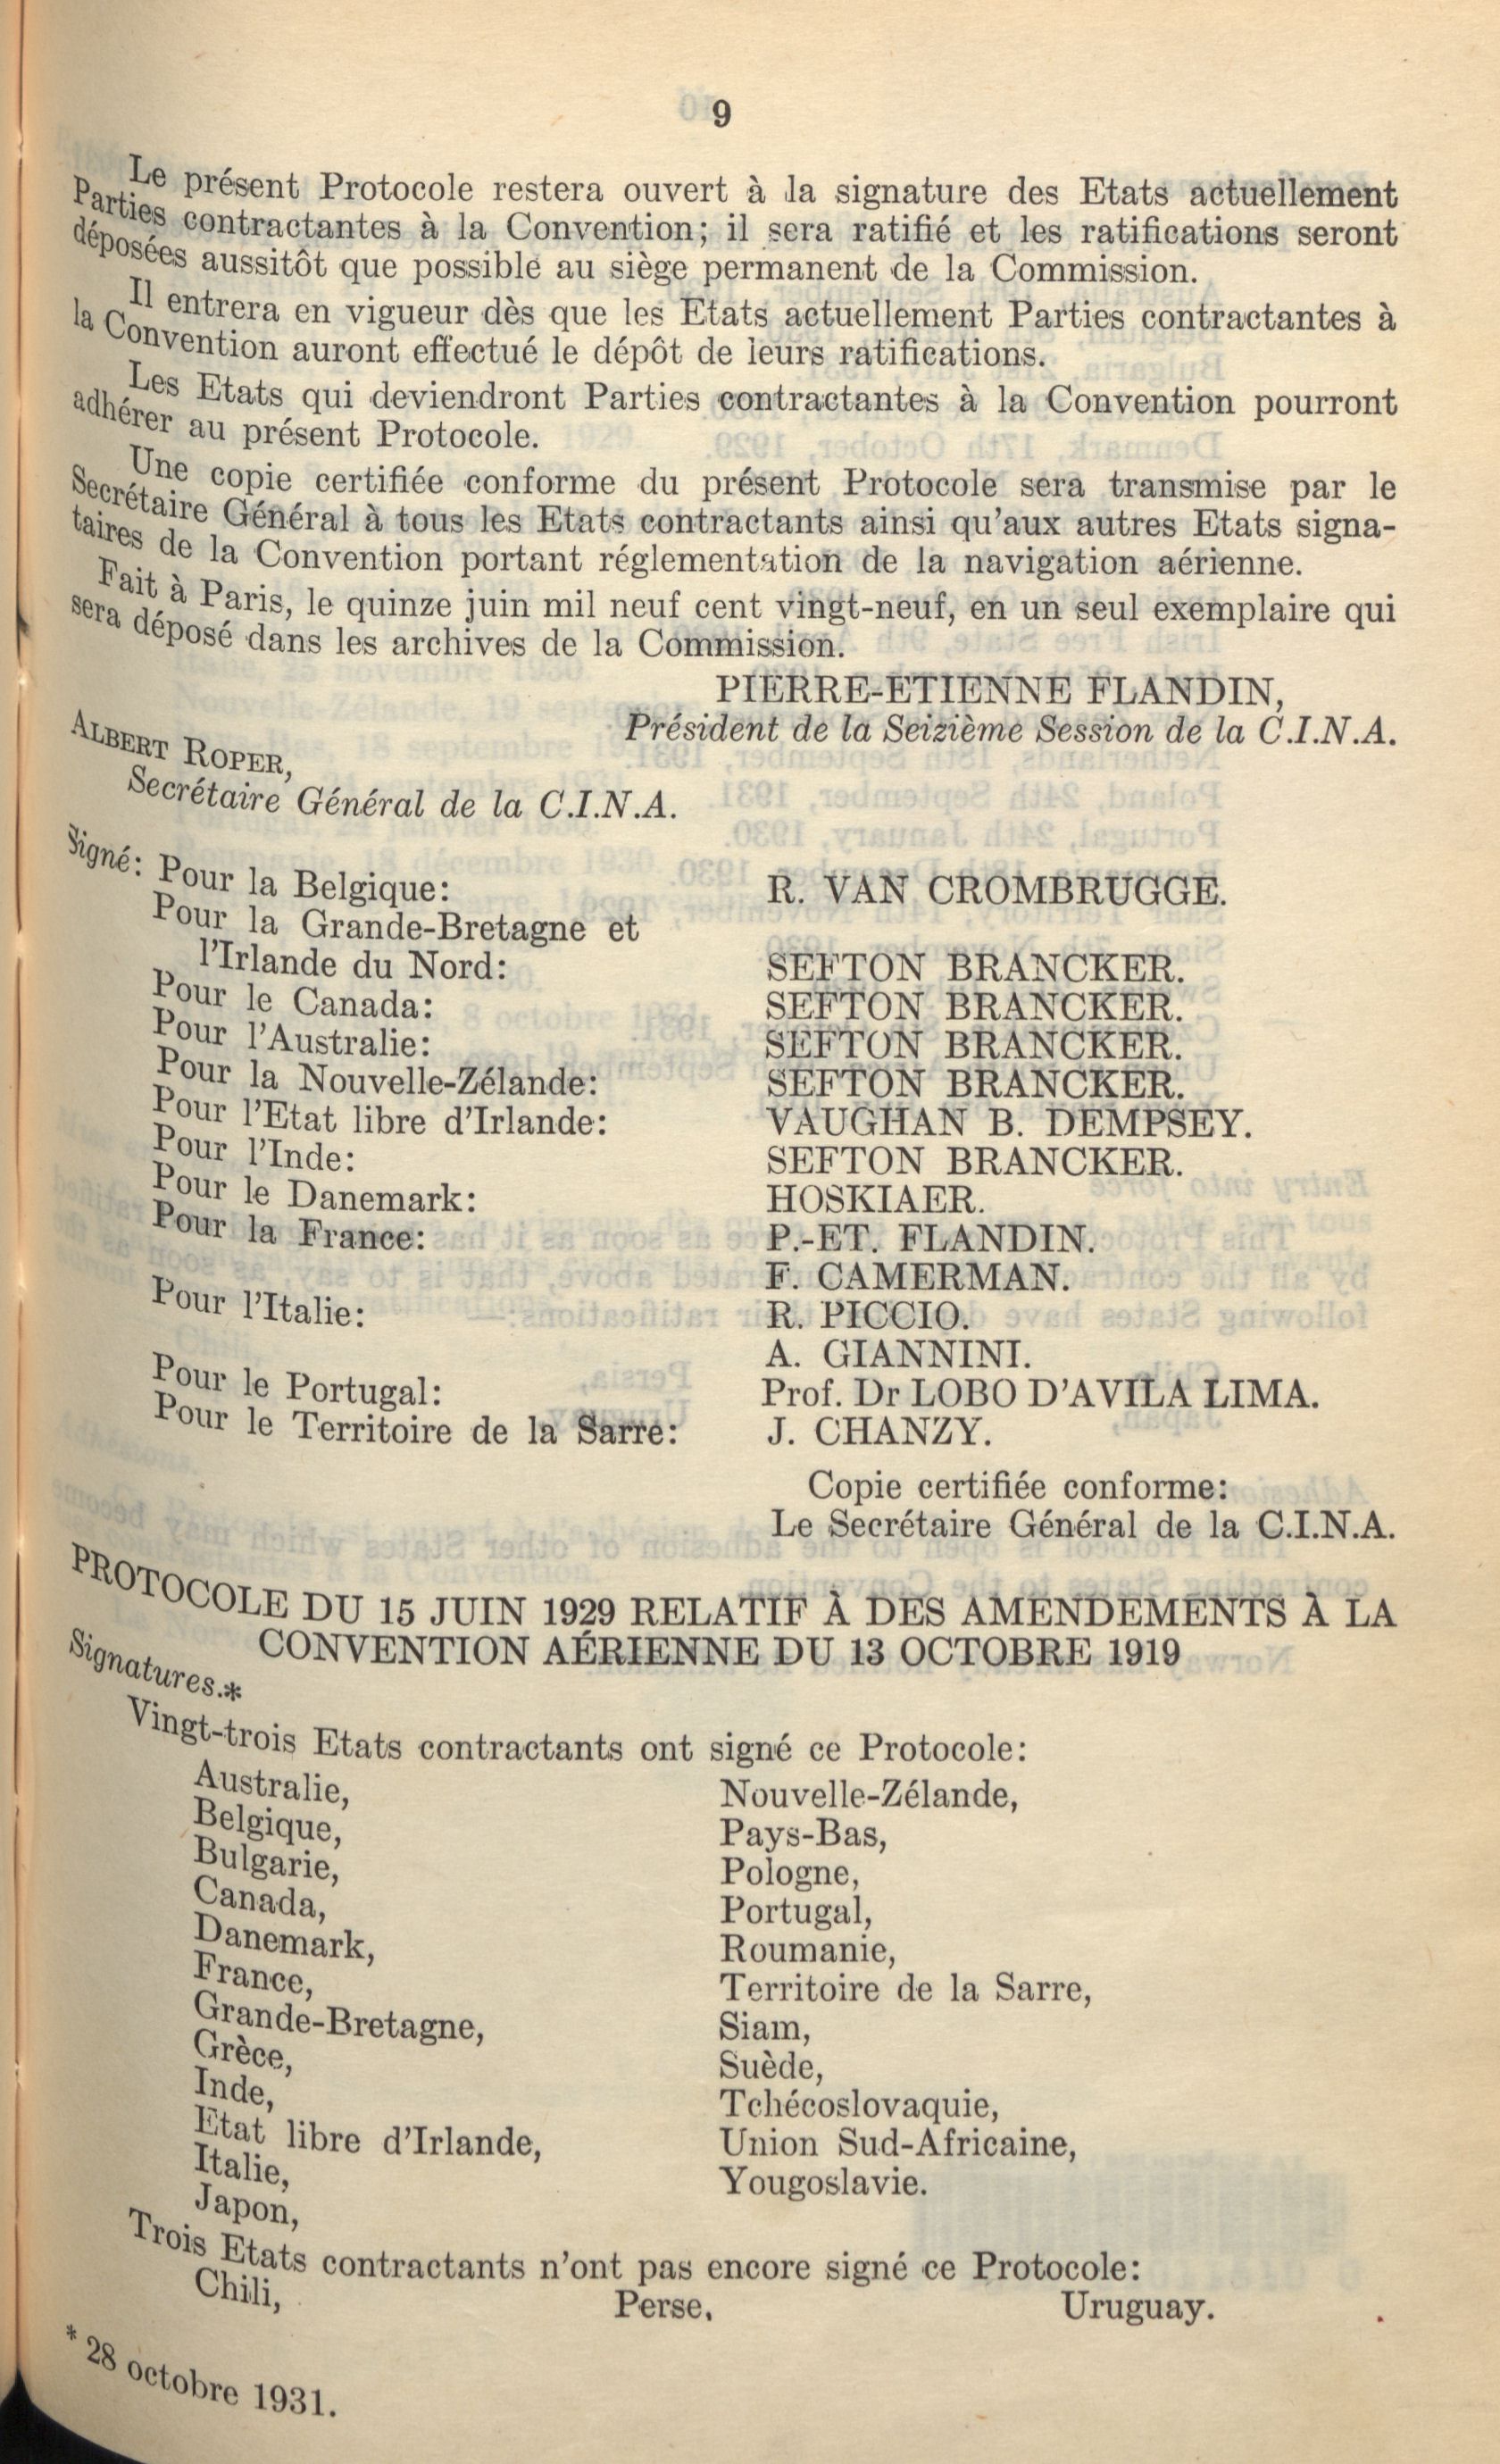 9
Le présent Protocole restera ouvert à la signature des Etats actuellement
Parties contractantes à la Convention; il sera ratifié et les ratifications seront
déposées aussitôt que possible au siège permanent de la Commission.
Il entrera en vigueur dès que les Etats actuellement Parties contractantes à
la Convention auront effectué le dépôt de leurs ratifications.
Les Etats qui deviendront Parties contractantes à la Convention pourront
adhérer au présent Protocole.
Une copie certifiée conforme du présent Protocole sera transmise par le
Secrétaire Général à tous les Etats contractants ainsi qu'aux autres Etats signa-
taires de la Convention portant réglementation de la navigation aérienne.
Fait à Paris, le quinze juin mil neuf cent vingt-neuf, en un seul exemplaire qui
sera déposé dans les archives de la Commission.
PIERRE-ETIENNE FLANDIN,
Président de la Seizième Session de la C.I.N.A.
ALBERT ROPER,
Secrétaire Général de la C.I.N.A.
Signé: Pour la Belgique: R. VAN CROMBRUGGE.
Pour la Grande-Bretagne et
l'Irlande du Nord: SEFTON BRANCKER.
Pour le Canada: SEFTON BRANCKER.
Pour l'Australie: SEFTON BRANCKER.
Pour la Nouvelle-Zélande: SEFTON BRANCKER.
Pour l'Etat libre d'Irlande: VAUGHAN B. DEMPSEY.
Pour l'Inde: SEFTON BRANCKER.
Pour le Danemark: HOSKIAER.
Pour la France: P.-ET. FLANDIN.
F. CAMERMAN.
Pour l'Italie: R. PICCIO.
A. GIANNINI.
Pour le Portugal: Prof. Dr LOBO D'AVILA LIMA.
Pour le Territoire de la Sarre: J. CHANZY.
Copie certifiée conforme:
Le Secrétaire Général de la C.I.N.A.
PROTOCOLE DU 15 JUIN 1929 RELATIF À DES AMENDEMENTS À LA
CONVENTION AÉRIENNE DU 13 OCTOBRE 1919
Signatures.*
Vingt-trois Etats contractants ont signé ce Protocole:
Australie, Nouvelle-Zélande,
Belgique, Pays-Bas,
Bulgarie, Pologne,
Canada, Portugal,
Danemark, Roumanie,
France, Territoire de la Sarre,
Grande-Bretagne, Siam,
Grèce, Suède,
Inde, Tchécoslovaquie,
Etat libre d'Irlande, Union Sud-Africaine,
Italie, Yougoslavie.
Japon,
Trois Etats contractants n'ont pas encore signé ce Protocole:
Chili, Perse, Uruguay.
* 28 octobre 1931.